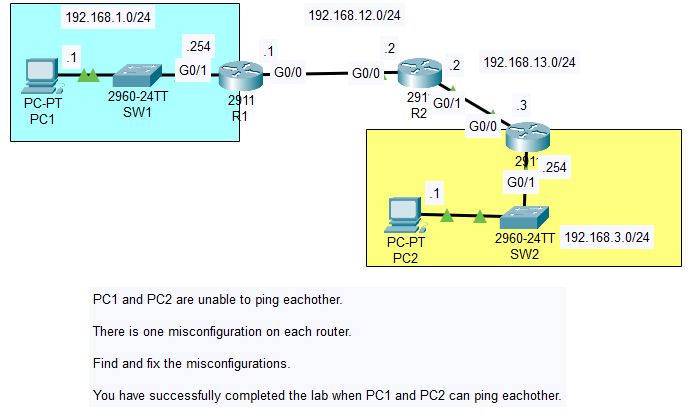 192.168.1.0/24
192.168.12.0/24
192.168.13.0/24
.1
.254
G0/1
.1
G0/0
.2
G0/0
.2
G0/1
.3
G0/0
PC-PT
PC1
2960-24TT
SW1
2911
R1
291
R2
291
.254
G0/1
.1
PC-PT
PC2
2960-24TT
SW2
192.168.3.0/24
PC1 and PC2 are unable to ping eachother.
There is one misconfiguration on each router.
Find and fix the misconfigurations.
You have successfully completed the lab when PC1 and PC2 can ping eachother.